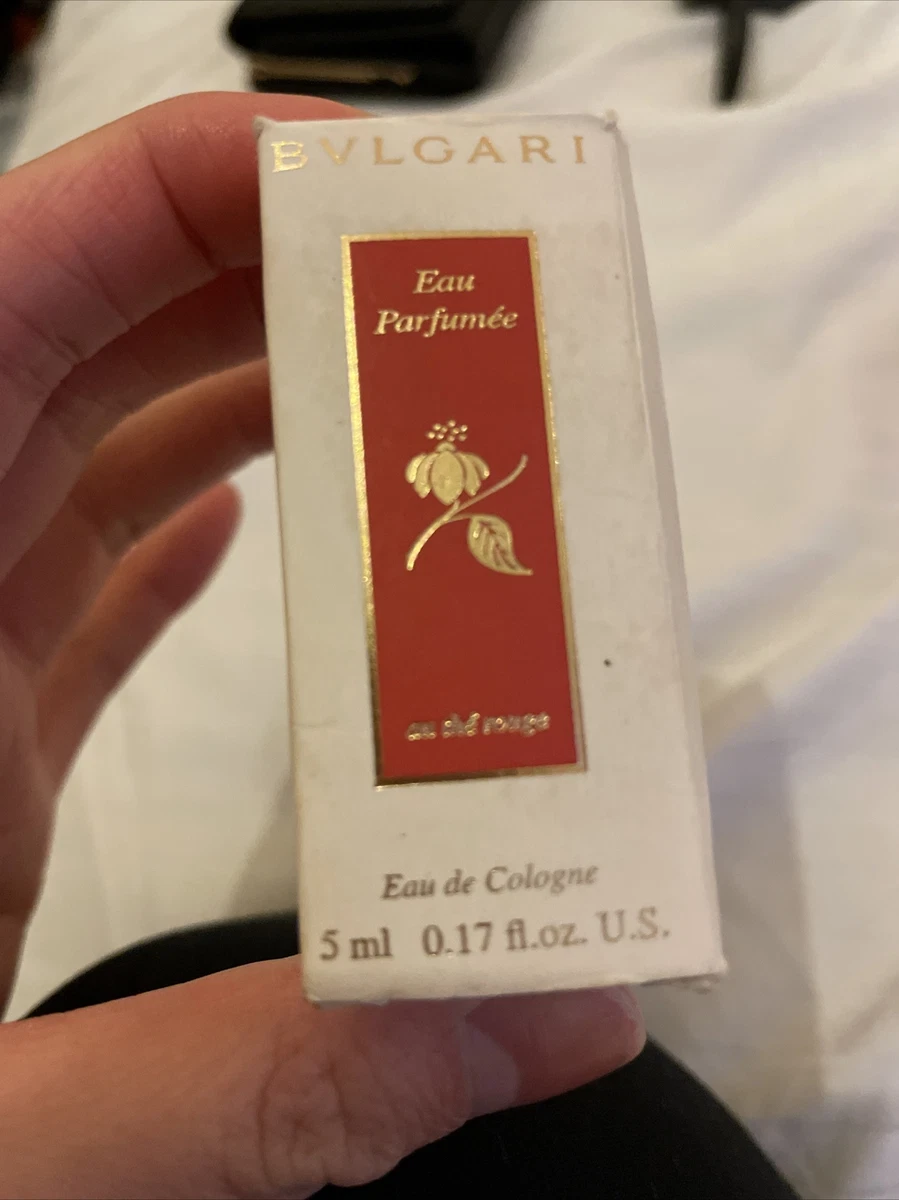 BVLGARI
Eau
Parfumée
au thé rouge
Eau de Cologne
5 ml 0.17 fl.oz. U.S.